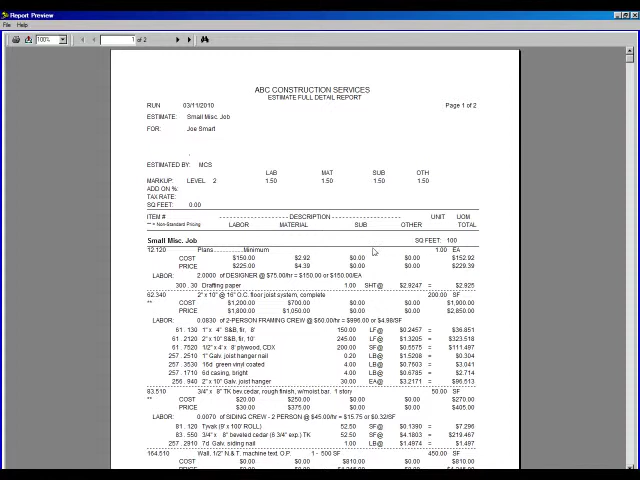 Report Preview
File Help
100% 1 of 2
ABC CONSTRUCTION SERVICES
ESTIMATE FULL DETAIL REPORT
RUN 03/11/2010 Page 1 of 2
ESTIMATE: Small Misc. Job
FOR: Joe Smart
ESTIMATED BY: MCS
LAB MAT SUB OTH
MARKUP: LEVEL 2 1.50 1.50 1.50 1.50
ADD ON %:
TAX RATE:
SQ FEET: 0.00
ITEM # - - - - - - - - - - - - - - - - - - - - DESCRIPTION - - - - - - - - - - - - - - - - - - - - UNIT UOM
** = Non-Standard Pricing LABOR MATERIAL SUB OTHER TOTAL
Small Misc. Job SQ FEET: 100
12.120 Plans..............Minimum 1.00 EA
COST $150.00 $2.92 $0.00 $0.00 $152.92
PRICE $225.00 $4.39 $0.00 $0.00 $229.39
LABOR: 2.0000 of DESIGNER @ $75.00/hr = $150.00 or $150.00/EA
300 . 30 Drafting paper 1.00 SHT@ $2.9247 = $2.925
62.340 2" x 10" @ 16" O.C. floor joist system, complete 200.00 SF
** COST $1,200.00 $700.00 $0.00 $0.00 $1,900.00
PRICE $1,800.00 $1,050.00 $0.00 $0.00 $2,850.00
LABOR: 0.0830 of 2-PERSON FRAMING CREW @ $60.00/hr = $996.00 or $4.98/SF
61 . 130 1" x 4" S&B, fir, 8' 150.00 LF@ $0.2457 = $36.851
61 . 2120 2" x 10" S&B, fir, 10' 245.00 LF@ $1.3205 = $323.518
61 . 7520 1/2" x 4' x 8' plywood, CDX 200.00 SF@ $0.5575 = $111.497
257 . 2510 1" Galv. joist hanger nail 0.20 LB@ $1.5208 = $0.304
257 . 1630 16d green vinyl coated 4.00 LB@ $0.7603 = $3.041
257 . 1710 6d casing, bright 4.00 LB@ $0.6785 = $2.714
256 . 940 2" x 10" Galv. joist hanger 30.00 EA@ $3.2171 = $96.513
83.510 3/4" x 8" TK bev.cedar, rough finish, w/moist bar. 1 story 50.00 SF
** COST $20.00 $250.00 $0.00 $0.00 $270.00
PRICE $30.00 $375.00 $0.00 $0.00 $405.00
LABOR: 0.0070 of SIDING CREW - 2 PERSON @ $45.00/hr = $15.75 or $0.32/SF
81 . 120 Tyvak (9' x 100' ROLL) 52.50 SF@ $0.1390 = $7.296
83 . 550 3/4" x 8" beveled cedar (6 3/4" exp.) TK 52.50 SF@ $4.1803 = $219.467
257 . 2910 7d Galv. siding nail 1.00 LB@ $1.4974 = $1.497
164.510 Wall, 1/2" N.& T. machine text. O.P. 1 - 500 SF 450.00 SF
COST $0.00 $0.00 $810.00 $0.00 $810.00